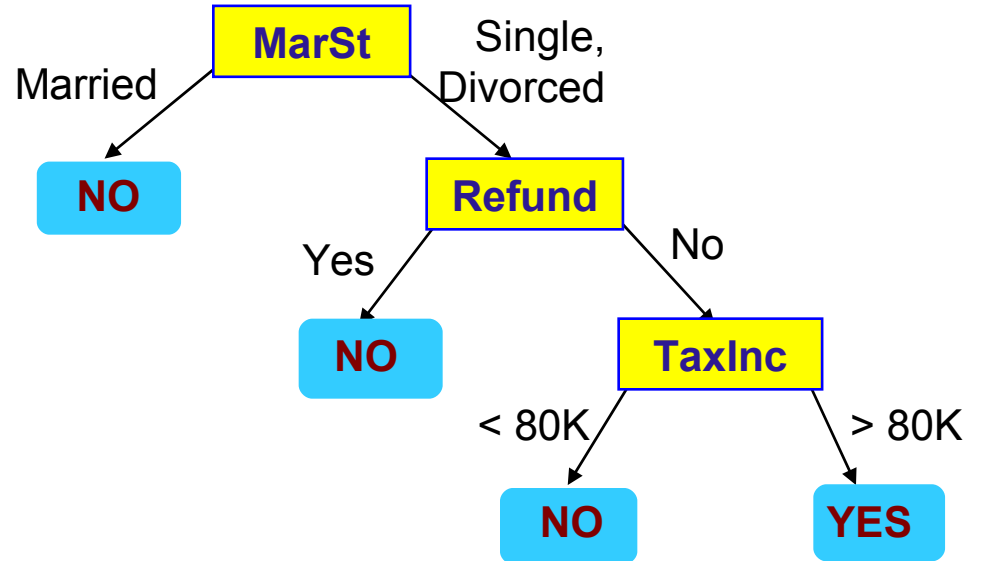 MarSt
Single,
Divorced
Married
NO
Refund
Yes
No
NO
TaxInc
< 80K
> 80K
NO
YES